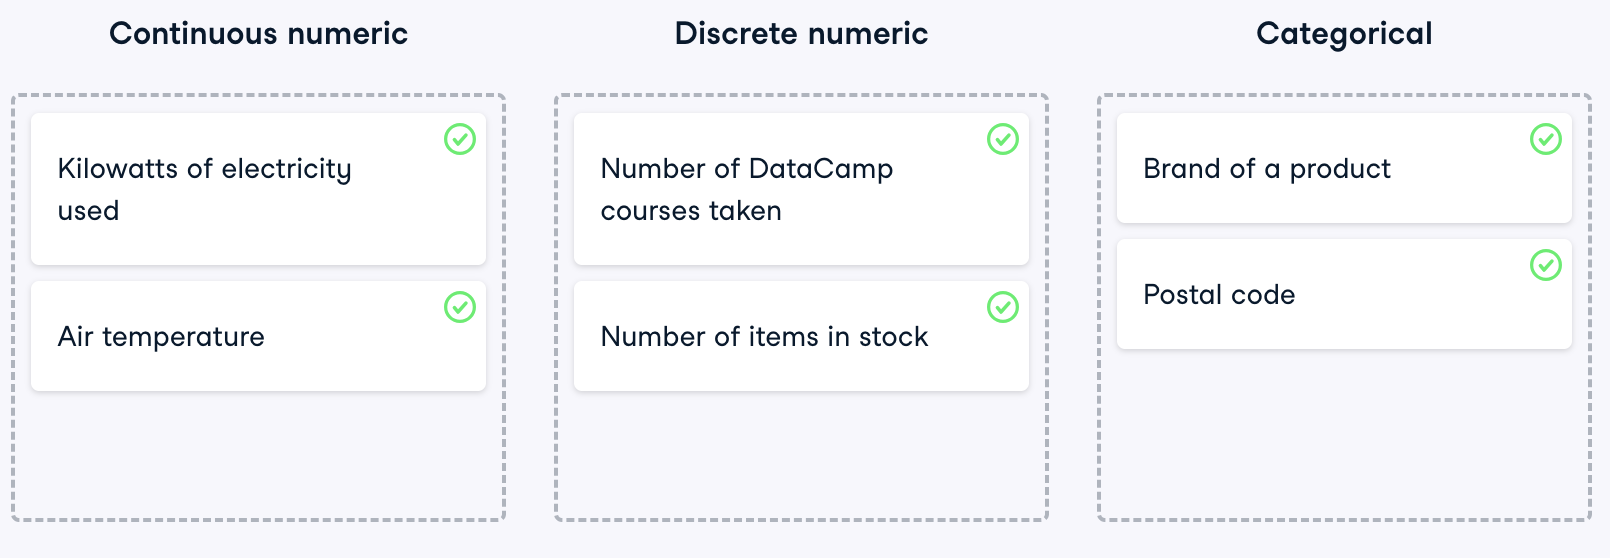 Continuous numeric
Kilowatts of electricity
used
Air temperature
Discrete numeric
Number of DataCamp
courses taken
Number of items in stock
Categorical
Brand of a product
Postal code